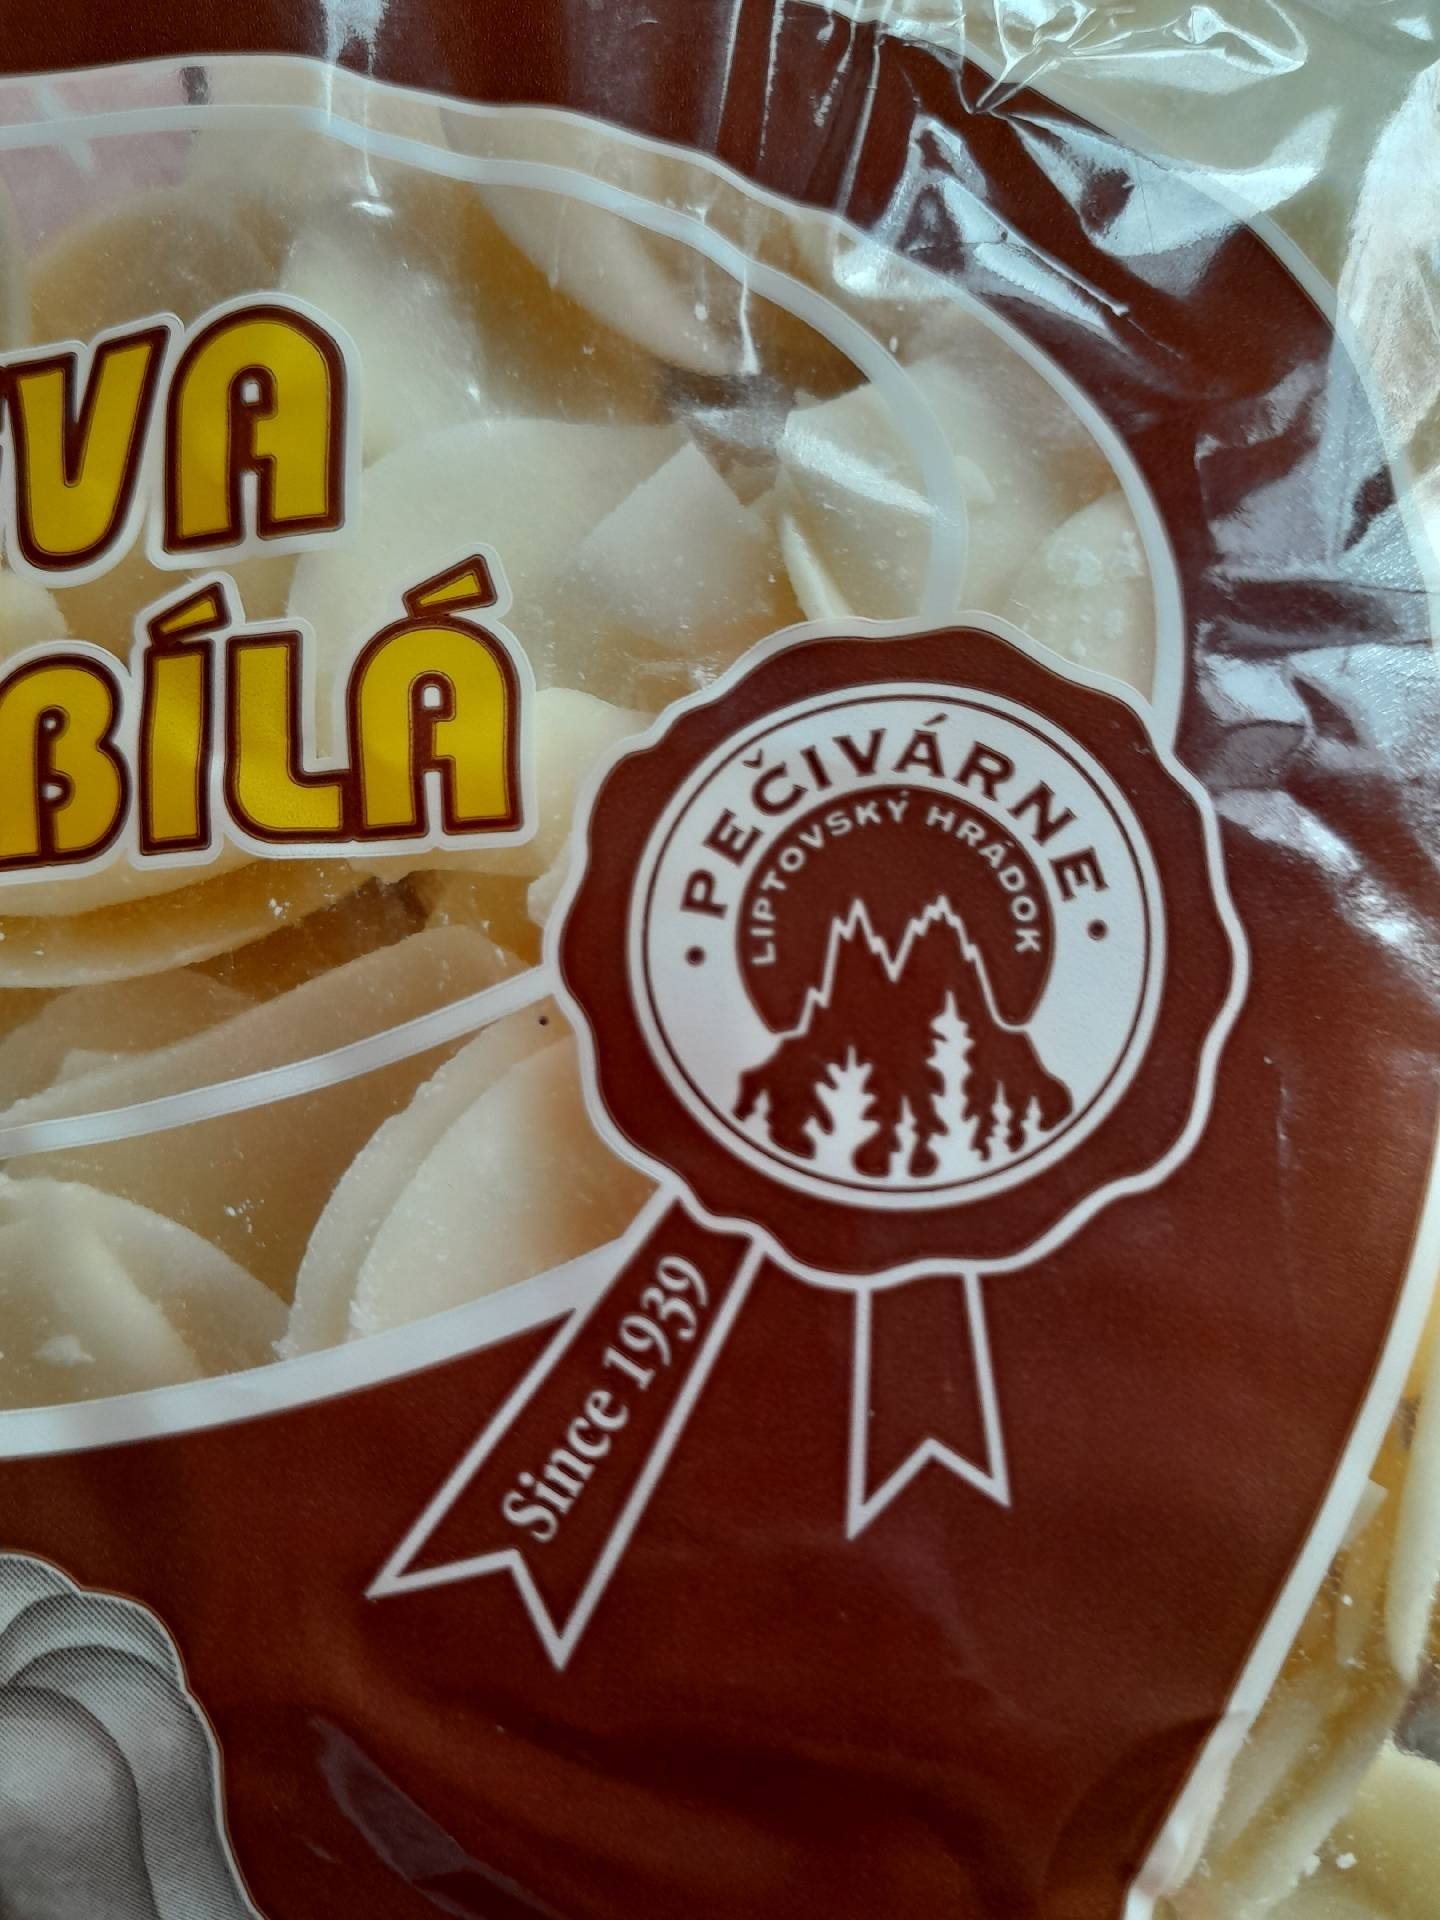 VA
BÍLÁ
PEČIVÁRNE
LIPTOVSKÝ HRÁDOK
Since 1939